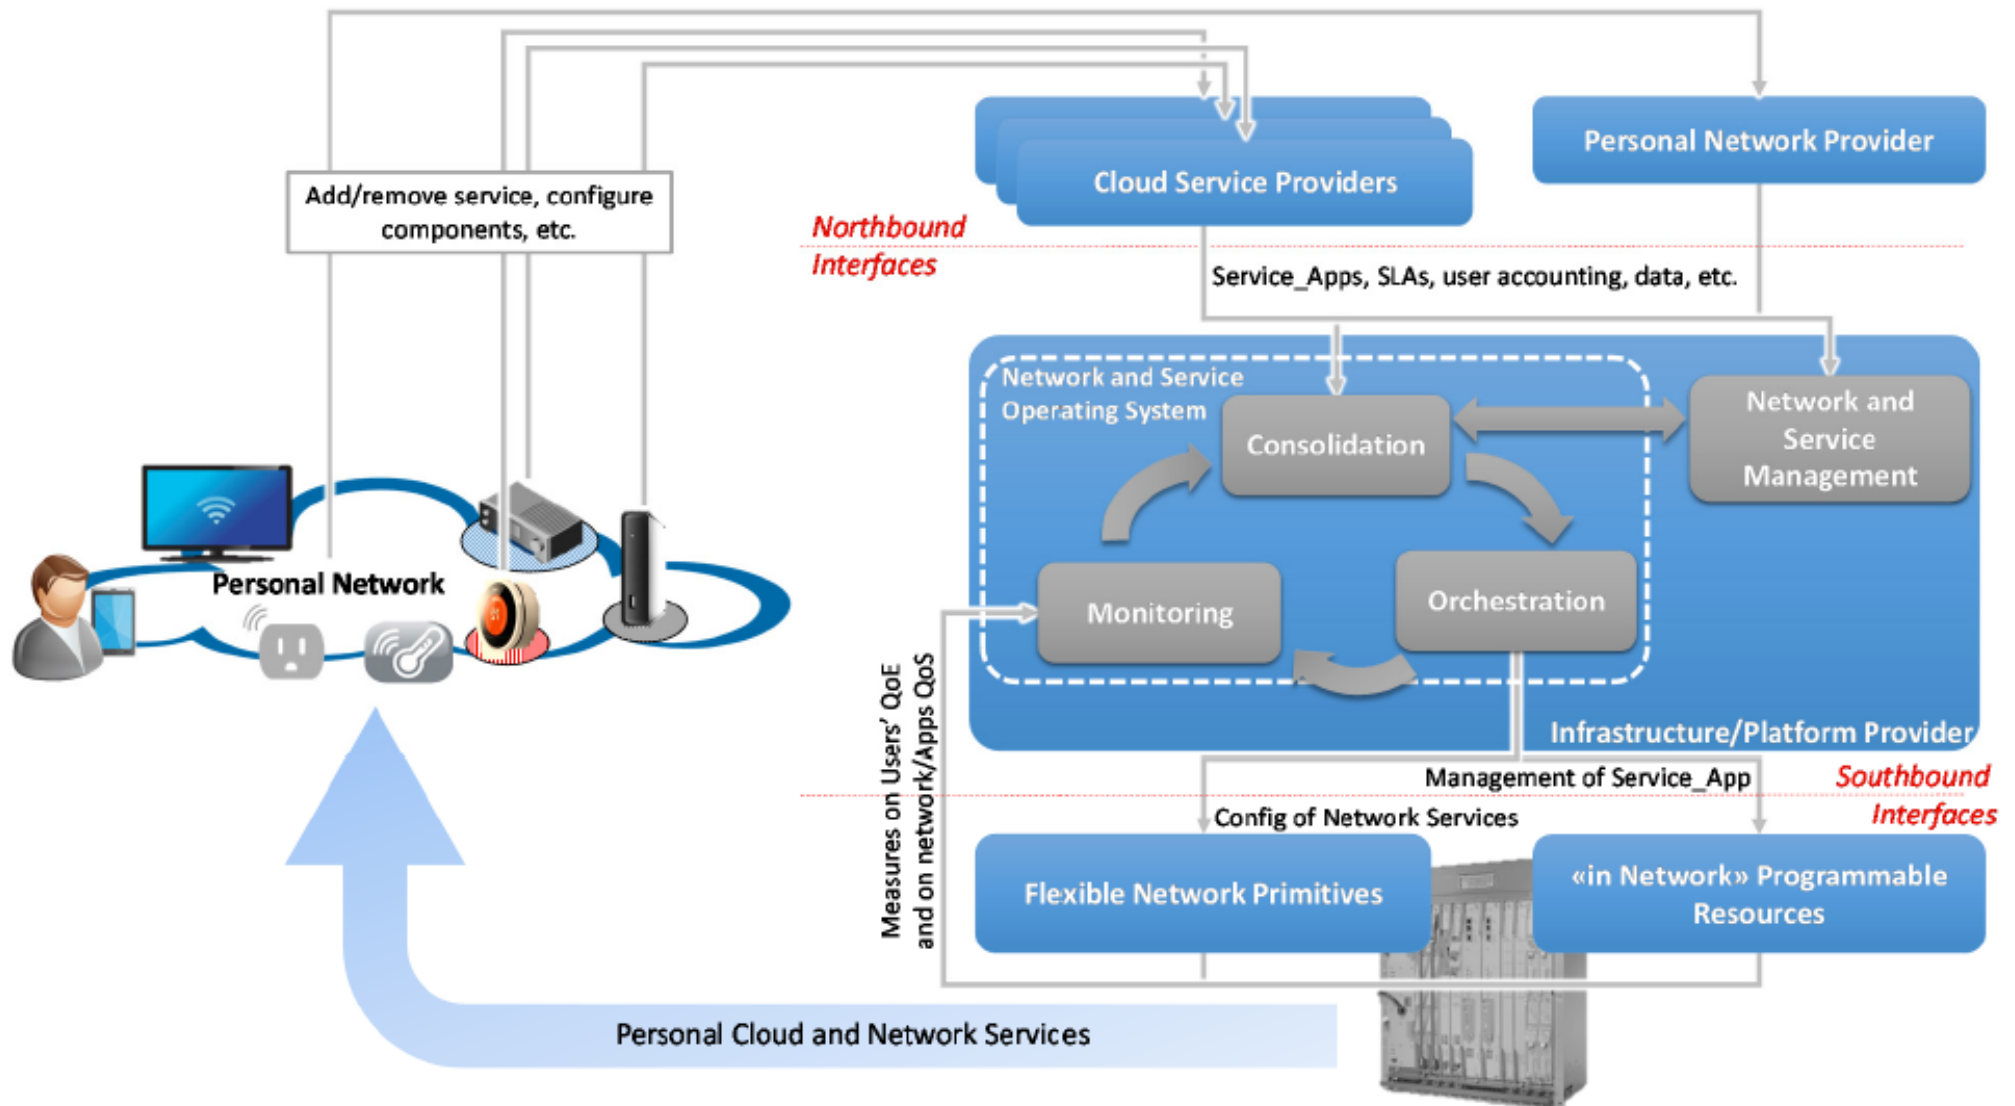 Add/remove service, configure
components, etc.
Cloud Service Providers
Personal Network Provider
Northbound
Interfaces
Service_Apps, SLAs, user accounting, data, etc.
Network and Service
Operating System
Consolidation
Network and
Service
Management
Monitoring
Orchestration
Infrastructure/Platform Provider
Personal Network
Measures on Users' QoE
and on network/Apps QoS
Management of Service_App
Southbound
Interfaces
Config of Network Services
Flexible Network Primitives
«in Network» Programmable
Resources
Personal Cloud and Network Services